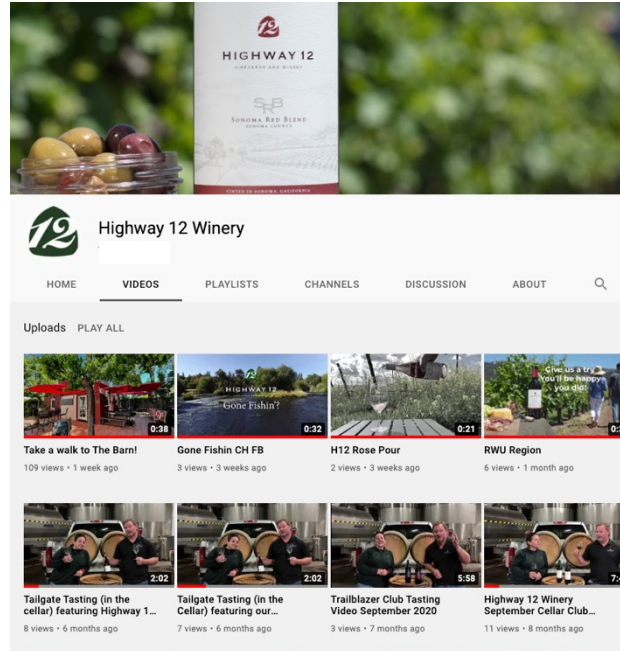 12
HIGHWAY 12
VINEYARDS AND WINERY
SRB
SONOMA RED BLEND
SONOMA COUNTY
VINTED IN SONOMA, CALIFORNIA
12
Highway 12 Winery
HOME VIDEOS PLAYLISTS CHANNELS DISCUSSION ABOUT
Uploads PLAY ALL
HIGHWAY 12
Gone Fishin'?
Give us a try
You'll be happy
you did!
0:38 0:32 0:21
Take a walk to The Barn! Gone Fishin CH FB H12 Rose Pour RWU Region
109 views • 1 week ago 3 views • 3 weeks ago 2 views • 3 weeks ago 6 views • 1 month ago
2:02 2:02 5:58
Tailgate Tasting (in the Tailgate Tasting (in the Trailblazer Club Tasting Highway 12 Winery
cellar) featuring Highway 1... Cellar) featuring our... Video September 2020 September Cellar Club...
8 views • 6 months ago 7 views • 6 months ago 3 views • 7 months ago 11 views • 8 months ago